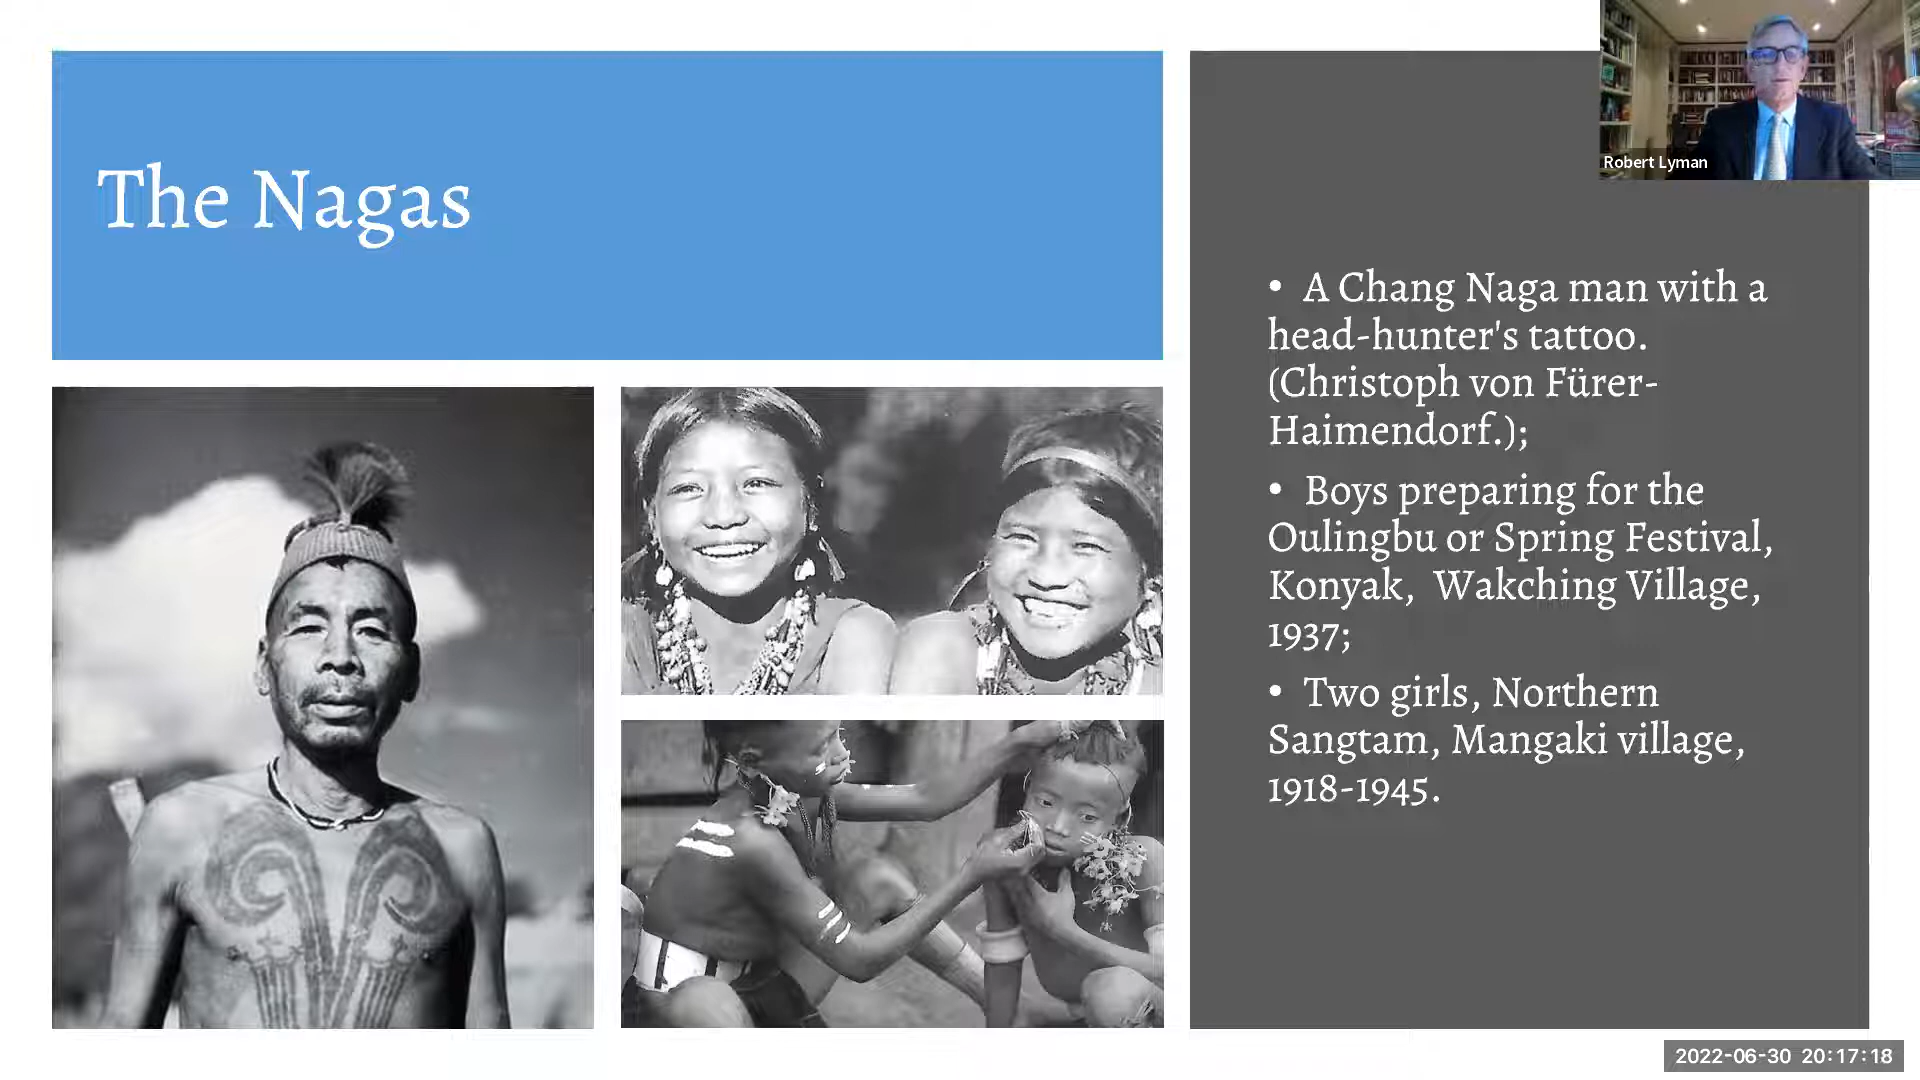 The Nagas
Robert Lyman
• A Chang Naga man with a
head-hunter's tattoo.
(Christoph von Fürer-
Haimendorf.);
• Boys preparing for the
Oulingbu or Spring Festival,
Konyak, Wakching Village,
1937;
• Two girls, Northern
Sangtam, Mangaki village,
1918-1945.
2022-06-30 20:17:18